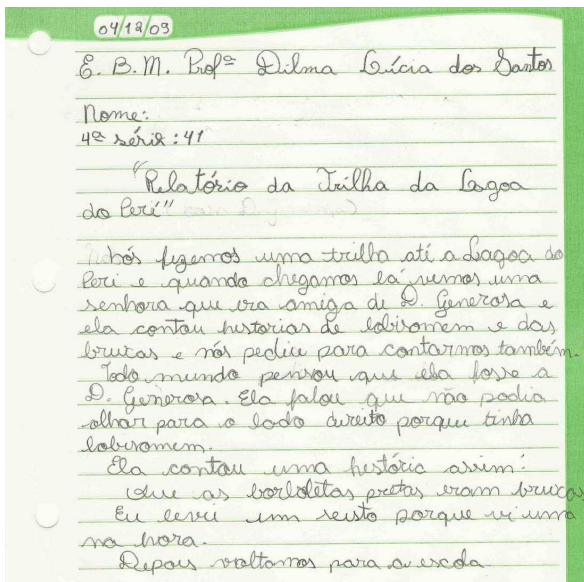 04/12/09
E. B. M. Profª Dilma Lúcia dos Santos
Nome:
4ª série: 41
"Relatório da Trilha da Lagoa
do Peri"
Nós fizemos uma trilha até a Lagoa do
Peri e quando chegamos lá vimos uma
senhora que era amiga de D. Generosa e
ela contou historias de lobisomem e das
bruxas e nós pediu para contarmos também.
Todo mundo pensou que ela fosse a
D. Generosa. Ela falou que não podia
olhar para o lado direito porque tinha
lobisomem.
Ela contou uma história assim:
Que as borboletas pretas eram bruxas
Eu levei um susto porque vi uma
na hora.
Depois voltamos para a escola.